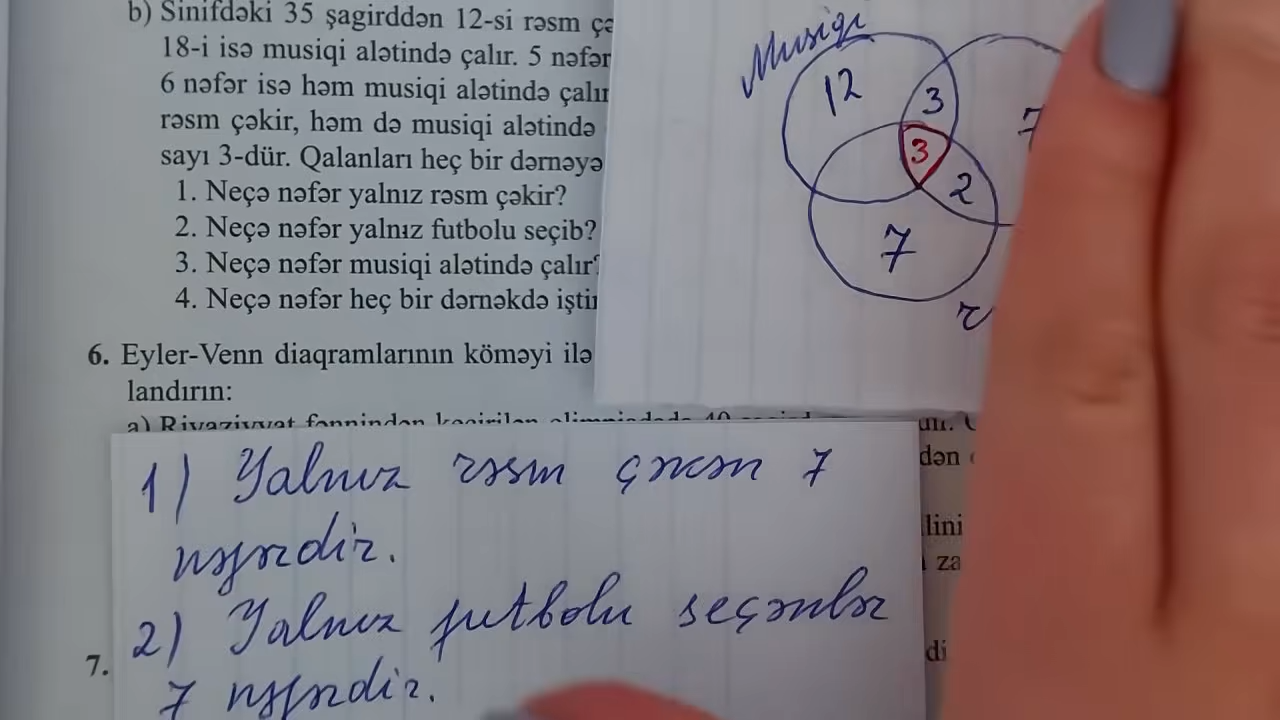 b) Sinifdəki 35 şagirddən 12-si rəsm
18-i isə musiqi alətində çalır. 5
6 nəfər isə həm musiqi alətində
rəsm çəkir, həm də musiqi alətində
sayı 3-dür. Qalanları heç bir dərnəyə
1. Neçə nəfər yalnız rəsm çəkir?
2. Neçə nəfər yalnız futbolu seçib?
3. Neçə nəfər musiqi alətində çalır?
4. Neçə nəfər heç bir dərnəkdə
6. Eyler-Venn diaqramlarının köməyi ilə
landırın:
Musiqi
12
3
7
3
2
7
1) Yalnız rəsm çəkən 7
nəfərdir.
2) Yalnız futbolu seçənlər
7 nəfərdir.
7.